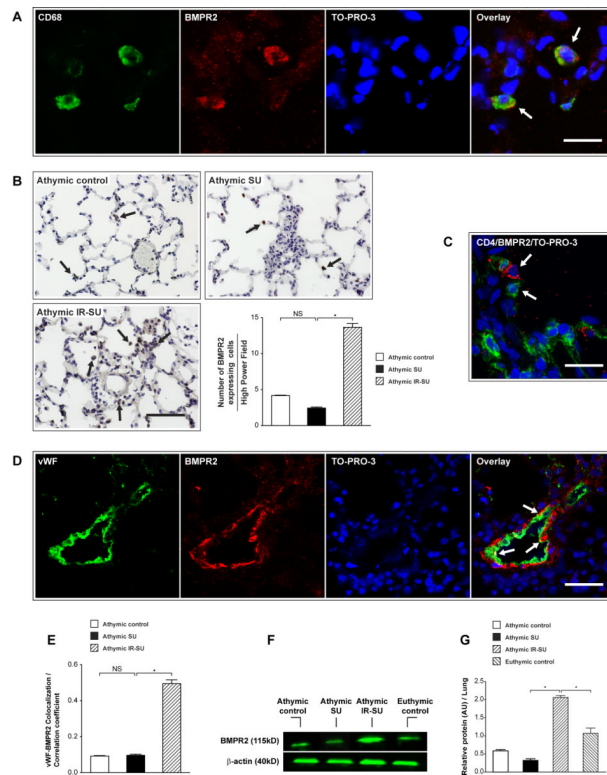 A
CD68
BMPR2
TO-PRO-3
Overlay
B
Athymic control
Athymic SU
Athymic IR-SU
Number of BMPR2
expressing cells
High Power Field
15
10
5
0
NS
*
Athymic control
Athymic SU
Athymic IR-SU
C
CD4/BMPR2/TO-PRO-3
D
vWF
BMPR2
TO-PRO-3
Overlay
E
Athymic control
Athymic SU
Athymic IR-SU
vWF-BMPR2 Colocalization /
Correlation coefficient
0.6
0.4
0.2
0.0
NS
*
F
Athymic control
Athymic SU
Athymic IR-SU
Euthymic control
BMPR2 (115kD)
β-actin (40kD)
G
Athymic control
Athymic SU
Athymic IR-SU
Euthymic control
Relative protein (AU) / Lung
2.5
2.0
1.5
1.0
0.5
0.0
*
*